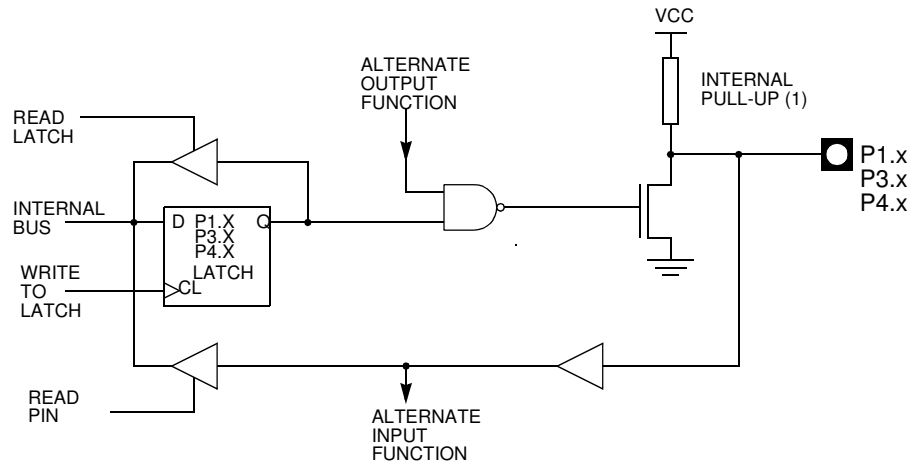 VCC
ALTERNATE
OUTPUT
FUNCTION
INTERNAL
PULL-UP (1)
READ
LATCH
P1.x
P3.x
P4.x
INTERNAL
BUS
D P1.X Q
P3.X
P4.X
LATCH
CL
WRITE
TO
LATCH
READ
PIN
ALTERNATE
INPUT
FUNCTION